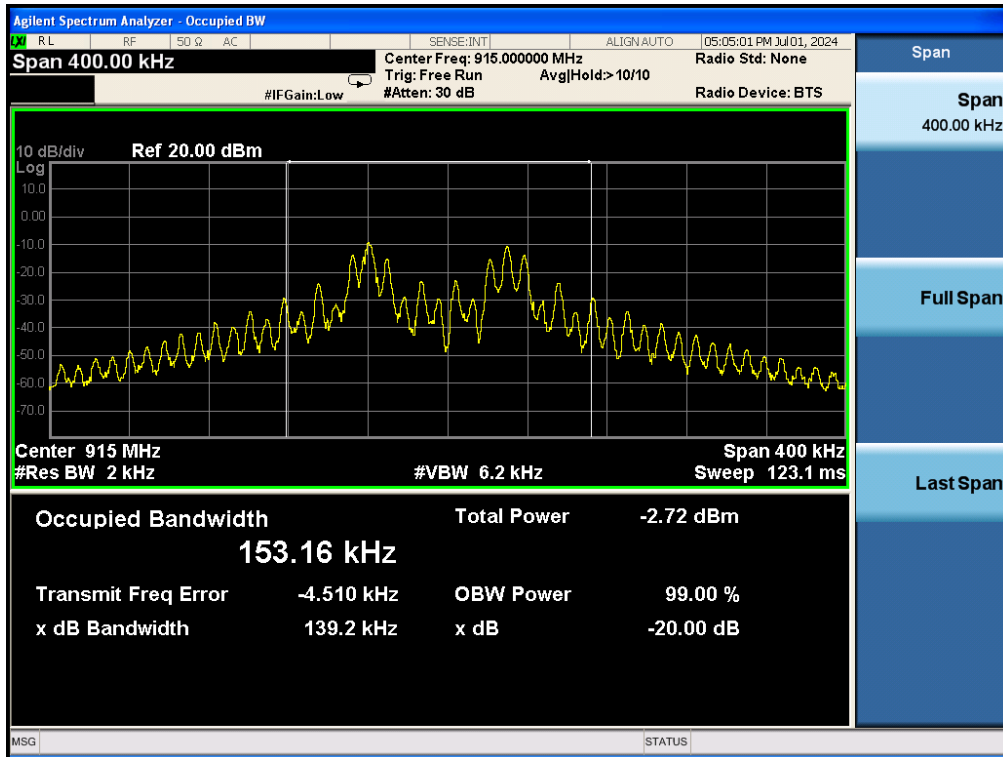 Agilent Spectrum Analyzer - Occupied BW
LXI RL RF 50 Ω AC SENSE:INT ALIGN AUTO 05:05:01 PM Jul 01, 2024
Span 400.00 kHz
Center Freq: 915.000000 MHz Radio Std: None
Trig: Free Run Avg|Hold:>10/10
#IFGain:Low #Atten: 30 dB Radio Device: BTS
Span
Span
400.00 kHz
Full Span
Last Span
10 dB/div Ref 20.00 dBm
Log
10.0
0.00
-10.0
-20.0
-30.0
-40.0
-50.0
-60.0
-70.0
Center 915 MHz Span 400 kHz
#Res BW 2 kHz #VBW 6.2 kHz Sweep 123.1 ms
Occupied Bandwidth Total Power -2.72 dBm
153.16 kHz
Transmit Freq Error -4.510 kHz OBW Power 99.00 %
x dB Bandwidth 139.2 kHz x dB -20.00 dB
MSG STATUS